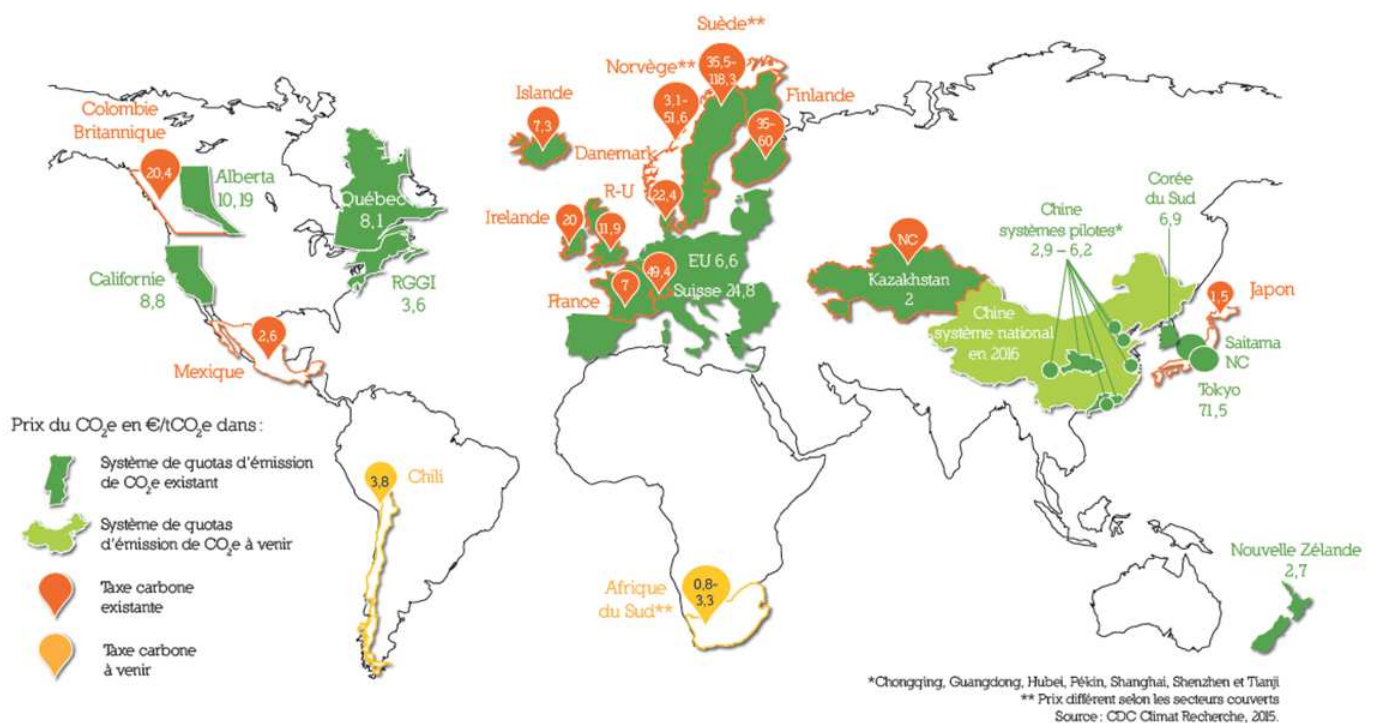 Suède**
35,5-
118,3
Norvège**
3,1-
51,6
Finlande
35-
60
Islande
7,3
Danemark
22,4
R-U
11,9
Irelande
20
EU 6,6
49,4
Suisse 24,8
France
7
Colombie
Britannique
20,4
Alberta
10,19
Québec
8,1
Californie
8,8
RGGI
3,6
Mexique
2,6
NC
Kazakhstan
2
Chine
systèmes pilotes*
2,9 – 6,2
Corée
du Sud
6,9
Chine
système national
en 2016
1,5
Japon
Saitama
NC
Tokyo
71,5
Prix du CO₂e en €/tCO₂e dans :
Système de quotas d'émission
de CO₂e existant
Système de quotas
d'émission de CO₂e à venir
Taxe carbone
existante
Taxe carbone
à venir
3,8
Chili
Afrique
du Sud**
0,8-
3,3
Nouvelle Zélande
2,7
*Chongqing, Guangdong, Hubei, Pékin, Shanghai, Shenzhen et Tianji
** Prix différent selon les secteurs couverts
Source : CDC Climat Recherche, 2015.